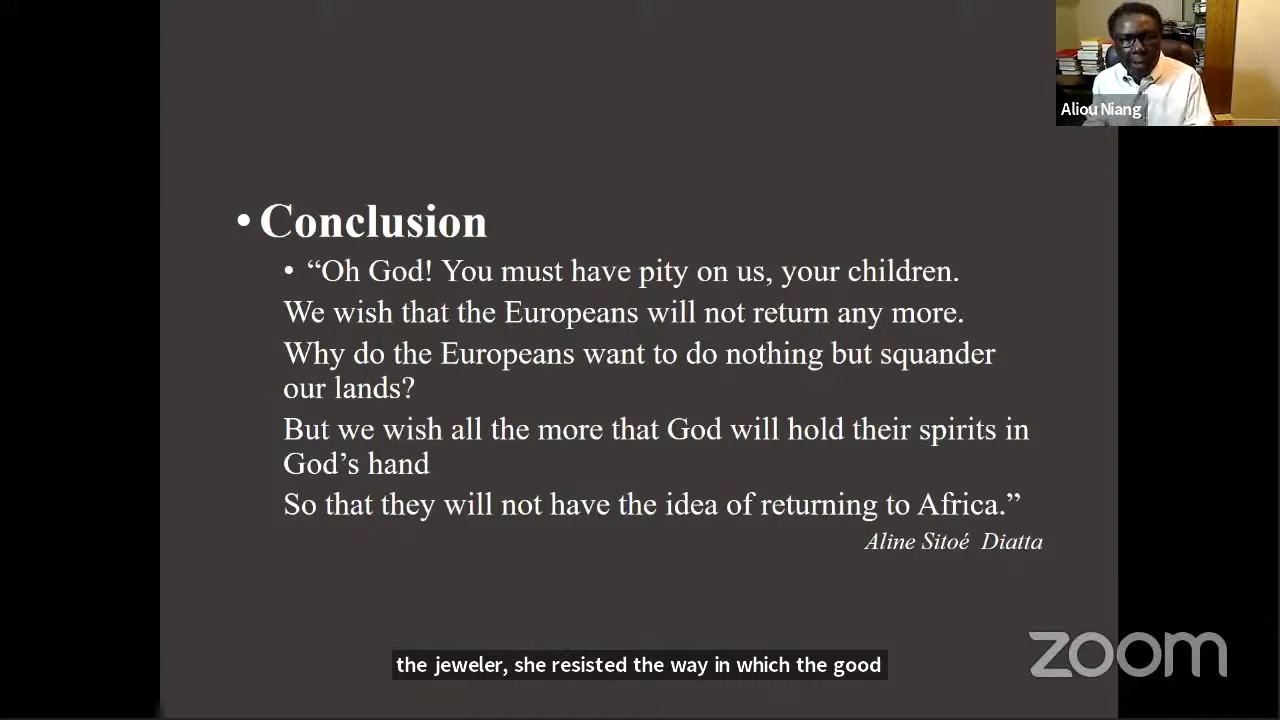 Aliou Niang
• Conclusion
• “Oh God! You must have pity on us, your children.
We wish that the Europeans will not return any more.
Why do the Europeans want to do nothing but squander
our lands?
But we wish all the more that God will hold their spirits in
God’s hand
So that they will not have the idea of returning to Africa.”
Aline Sitoé Diatta
the jeweler, she resisted the way in which the good
zoom